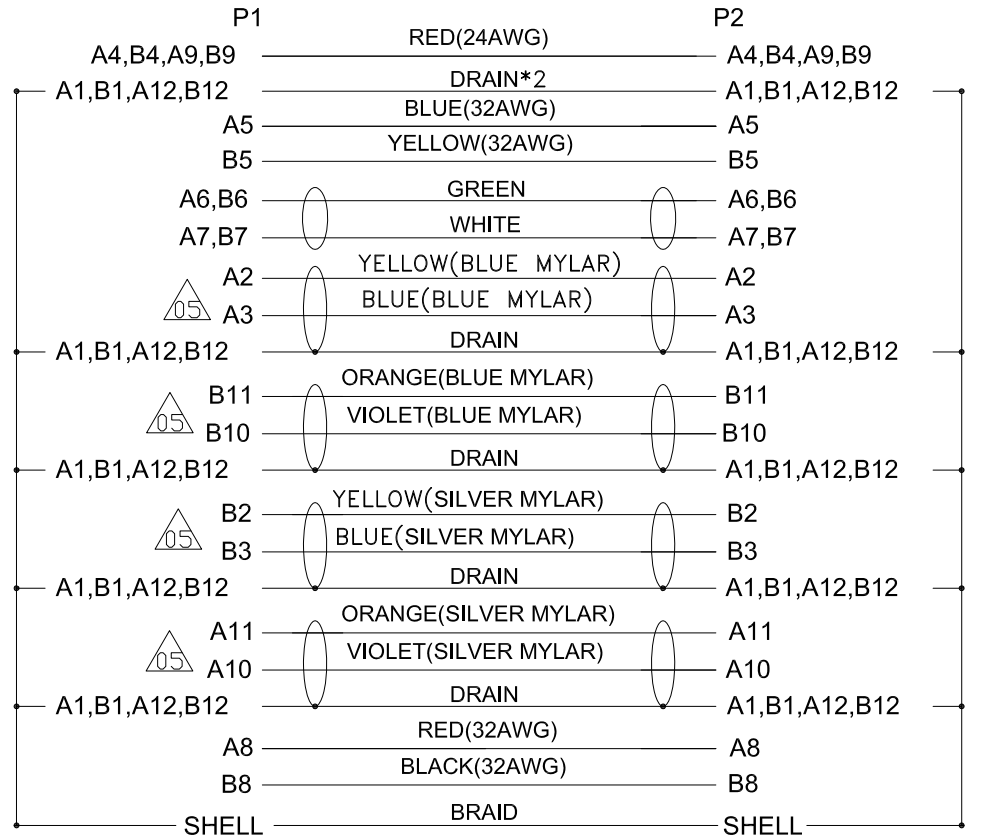 P1 P2
A4,B4,A9,B9 RED(24AWG) A4,B4,A9,B9
A1,B1,A12,B12 DRAIN*2 A1,B1,A12,B12
A5 BLUE(32AWG) A5
B5 YELLOW(32AWG) B5
A6,B6 GREEN A6,B6
A7,B7 WHITE A7,B7
A2 YELLOW(BLUE MYLAR) A2
05 A3 BLUE(BLUE MYLAR) A3
A1,B1,A12,B12 DRAIN A1,B1,A12,B12
B11 ORANGE(BLUE MYLAR) B11
05 B10 VIOLET(BLUE MYLAR) B10
A1,B1,A12,B12 DRAIN A1,B1,A12,B12
B2 YELLOW(SILVER MYLAR) B2
05 B3 BLUE(SILVER MYLAR) B3
A1,B1,A12,B12 DRAIN A1,B1,A12,B12
A11 ORANGE(SILVER MYLAR) A11
05 A10 VIOLET(SILVER MYLAR) A10
A1,B1,A12,B12 DRAIN A1,B1,A12,B12
A8 RED(32AWG) A8
B8 BLACK(32AWG) B8
SHELL BRAID SHELL